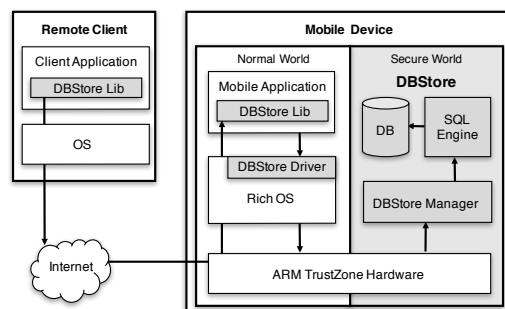 Remote Client
Client Application
DBStore Lib
OS
Internet
Mobile Device
Normal World
Mobile Application
DBStore Lib
DBStore Driver
Rich OS
Secure World
DBStore
DB
SQL
Engine
DBStore Manager
ARM TrustZone Hardware